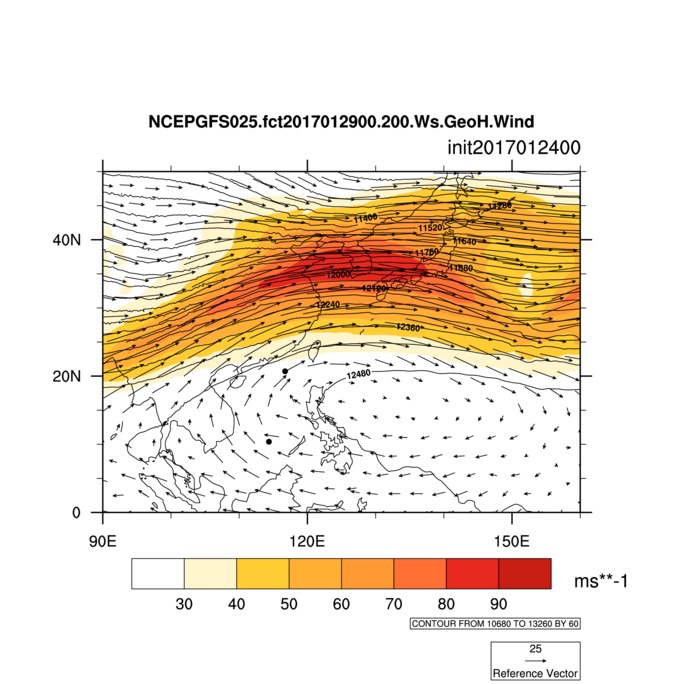 NCEPGFS025.fct2017012900.200.Ws.GeoH.Wind
init2017012400
11400
11280
11520
11640
11760
11880
12000
12120
12240
12360
12480
40N
20N
0
90E 120E 150E
30 40 50 60 70 80 90
ms**-1
CONTOUR FROM 10680 TO 13260 BY 60
25
Reference Vector